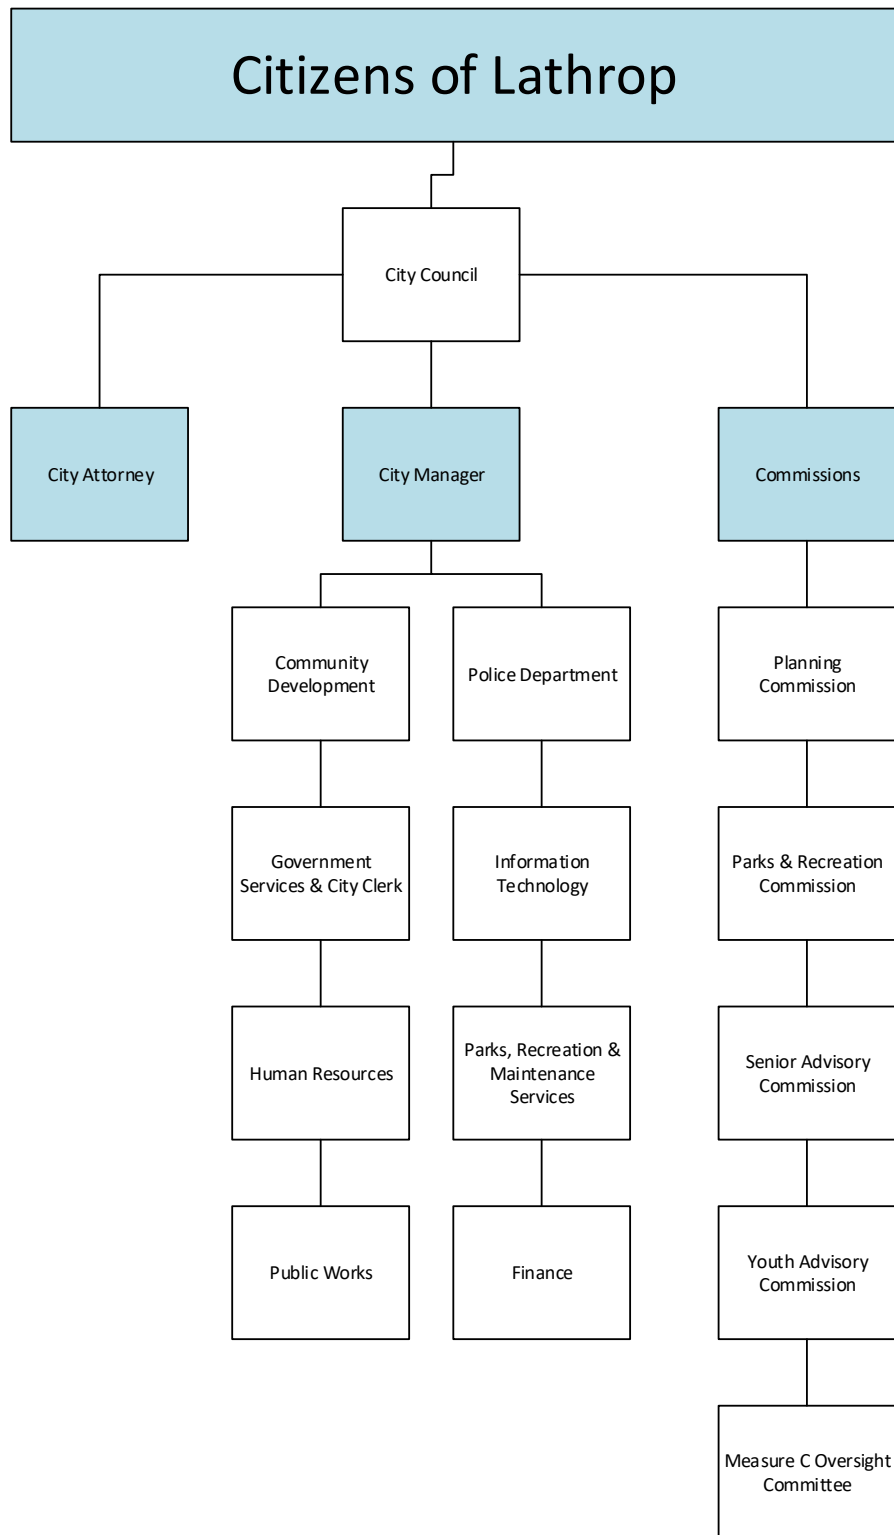 Citizens of Lathrop
City Council
City Attorney
City Manager
Commissions
Community
Development
Police Department
Planning
Commission
Government
Services & City Clerk
Information
Technology
Parks & Recreation
Commission
Human Resources
Parks, Recreation &
Maintenance
Services
Senior Advisory
Commission
Public Works
Finance
Youth Advisory
Commission
Measure C Oversight
Committee